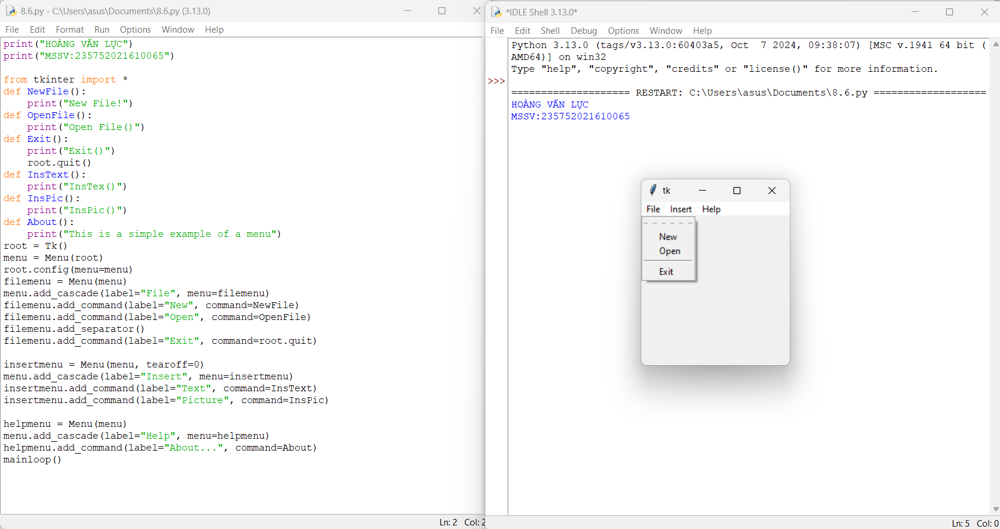 8.6.py - C:\Users\asus\Documents\8.6.py (3.13.0)
File Edit Format Run Options Window Help
print("HOÀNG VĂN LỰC")
print("MSSV:235752021610065")
from tkinter import *
def NewFile():
    print("New File!")
def OpenFile():
    print("Open File()")
def Exit():
    print("Exit()")
    root.quit()
def InsText():
    print("InsTex()")
def InsPic():
    print("InsPic()")
def About():
    print("This is a simple example of a menu")
root = Tk()
menu = Menu(root)
root.config(menu=menu)
filemenu = Menu(menu)
menu.add_cascade(label="File", menu=filemenu)
filemenu.add_command(label="New", command=NewFile)
filemenu.add_command(label="Open", command=OpenFile)
filemenu.add_separator()
filemenu.add_command(label="Exit", command=root.quit)
insertmenu = Menu(menu, tearoff=0)
menu.add_cascade(label="Insert", menu=insertmenu)
insertmenu.add_command(label="Text", command=InsText)
insertmenu.add_command(label="Picture", command=InsPic)
helpmenu = Menu(menu)
menu.add_cascade(label="Help", menu=helpmenu)
helpmenu.add_command(label="About...", command=About)
mainloop()
Ln: 2 Col: 2
*IDLE Shell 3.13.0*
File Edit Shell Debug Options Window Help
Python 3.13.0 (tags/v3.13.0:60403a5, Oct  7 2024, 09:38:07) [MSC v.1941 64 bit (
AMD64)] on win32
Type "help", "copyright", "credits" or "license()" for more information.
>>>
==================== RESTART: C:\Users\asus\Documents\8.6.py ===================
HOÀNG VĂN LỰC
MSSV:235752021610065
tk
File Insert Help
New
Open
Exit
Ln: 5 Col: 0